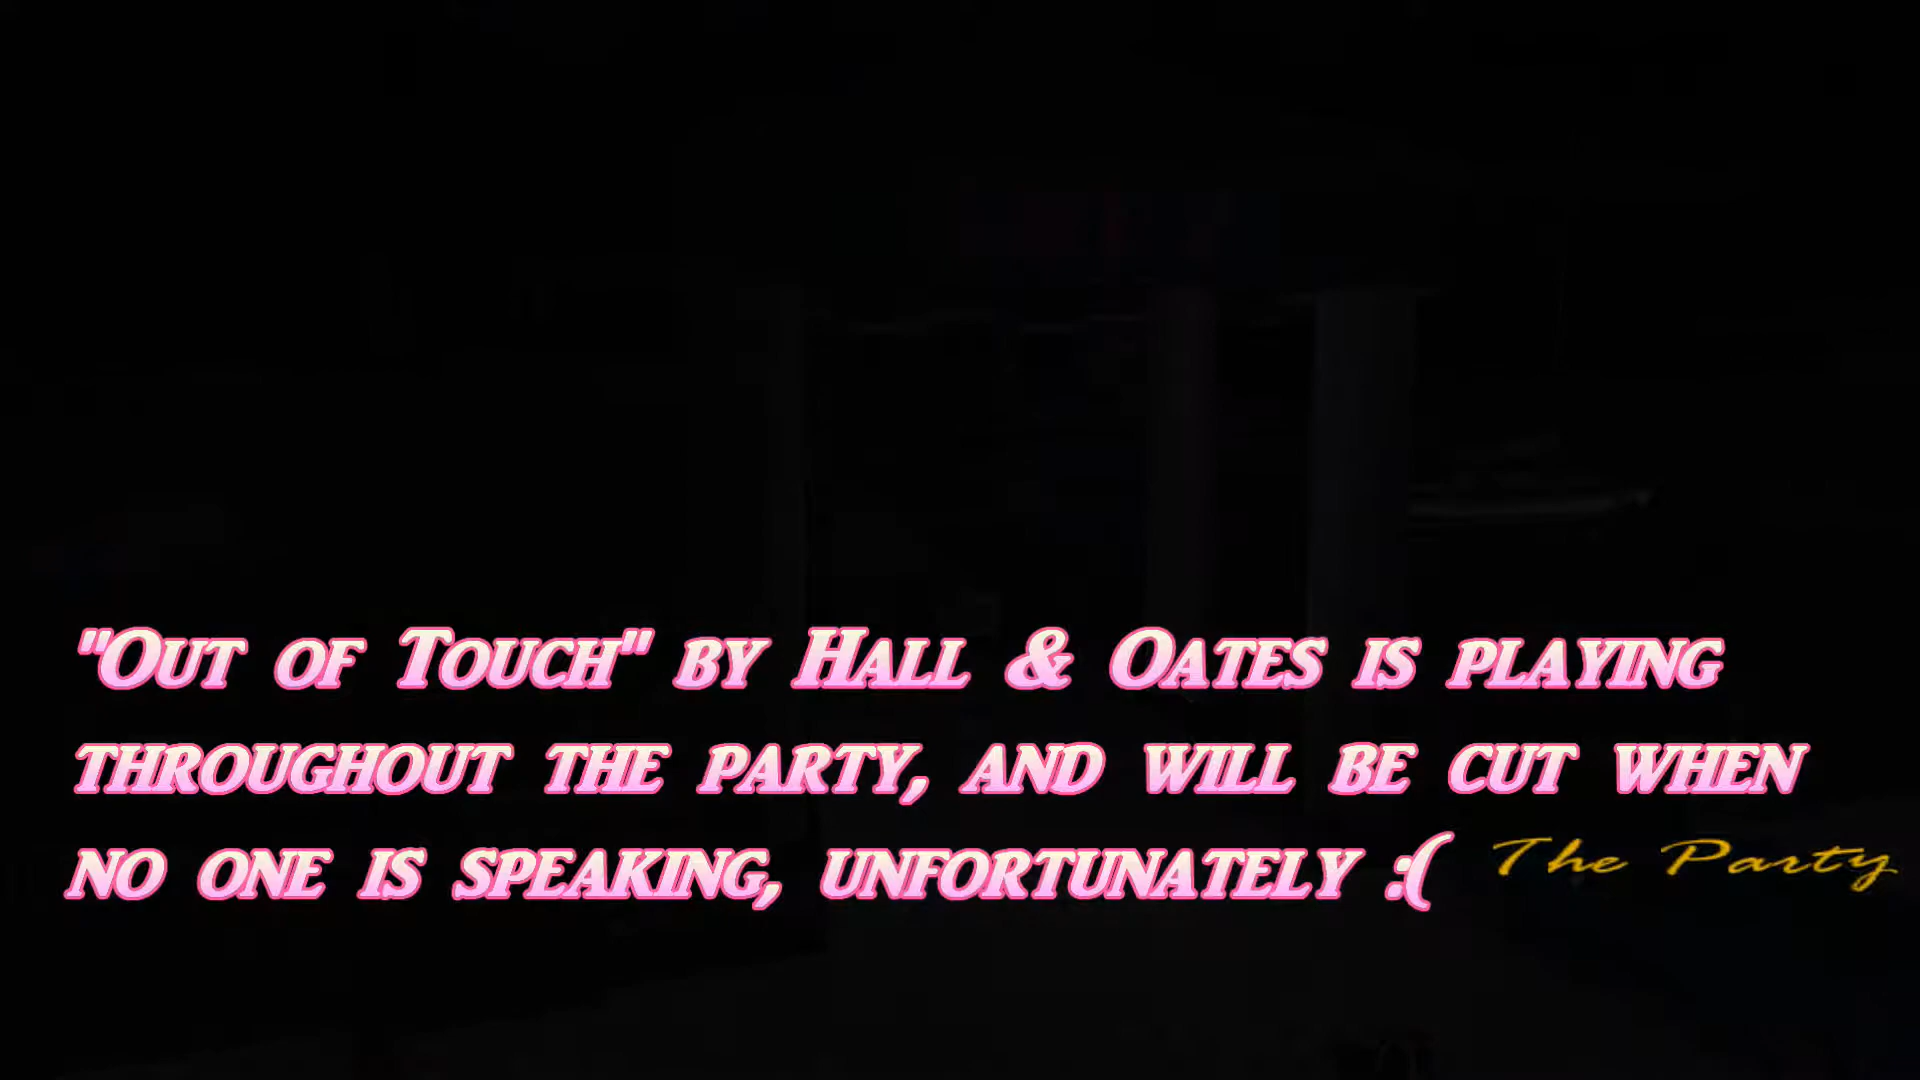 "Out of Touch" by Hall & Oates is playing
throughout the party, and will be cut when
no one is speaking, unfortunately :(
The Party